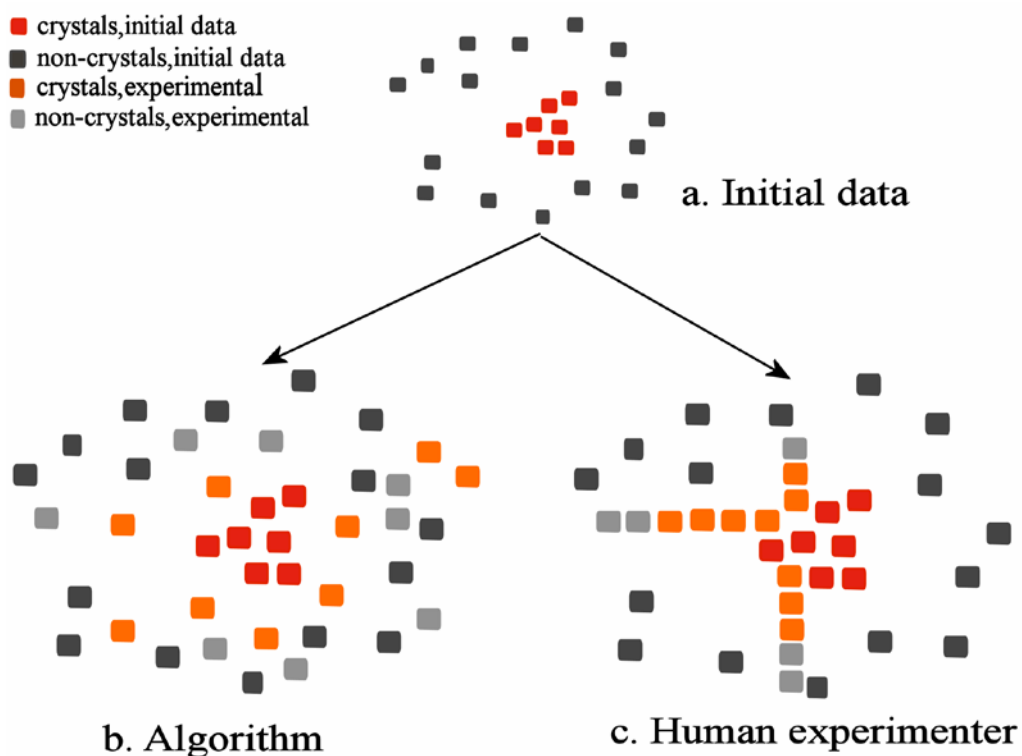 crystals,initial data
non-crystals,initial data
crystals,experimental
non-crystals,experimental
a. Initial data
b. Algorithm
c. Human experimenter